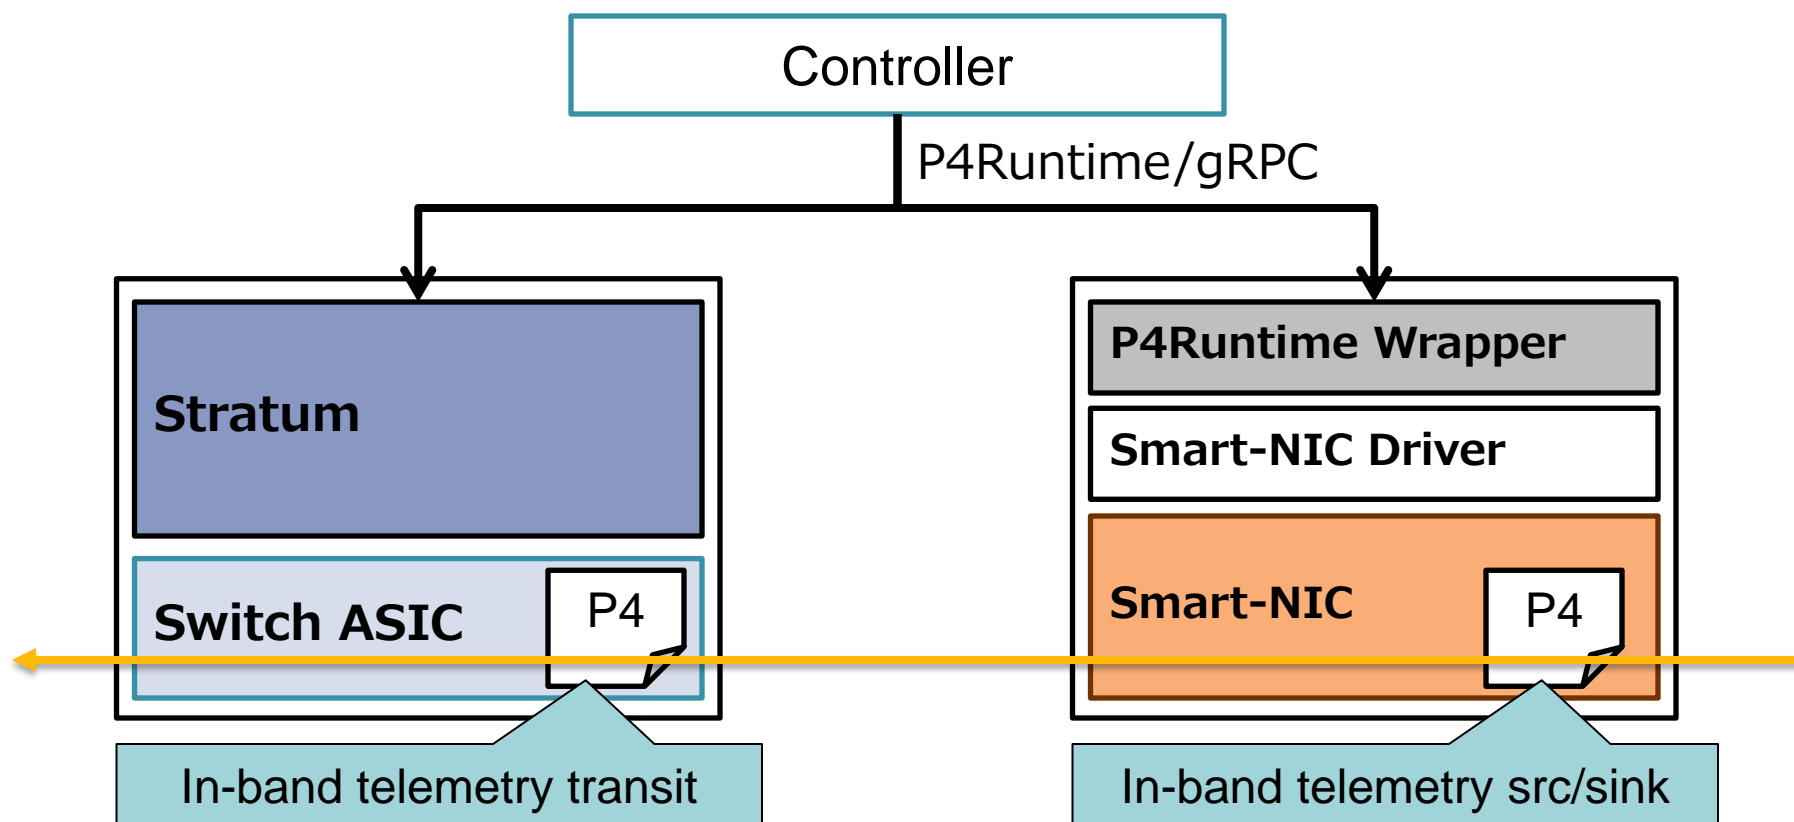 Controller
P4Runtime/gRPC
Stratum
Switch ASIC
P4
In-band telemetry transit
P4Runtime Wrapper
Smart-NIC Driver
Smart-NIC
P4
In-band telemetry src/sink